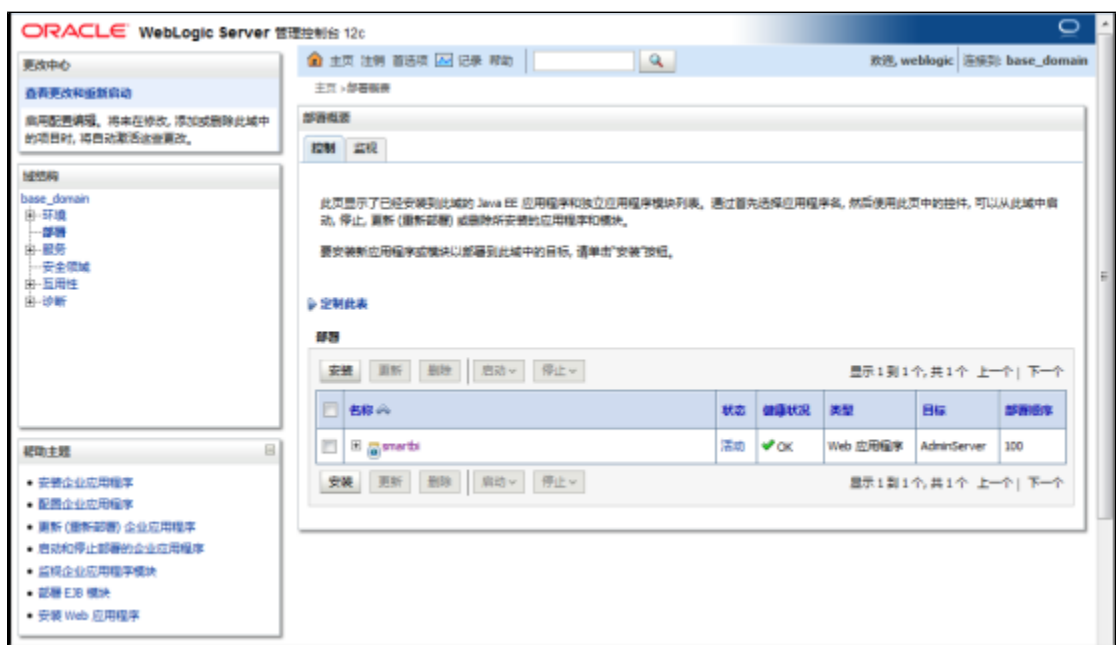 ORACLE WebLogic Server 管理控制台 12c
更改中心
查看更改和重新启动
启用配置编辑。将来在修改, 添加或删除此域中
的项目时, 将自动激活这些更改。
域结构
base_domain
环境
部署
服务
安全领域
互用性
诊断
帮助主题
安装企业应用程序
配置企业应用程序
更新 (重新部署) 企业应用程序
启动和停止部署的企业应用程序
监视企业应用程序模块
部署 EJB 模块
安装 Web 应用程序
主页 注销 首选项 记录 帮助
欢迎, weblogic 连接到: base_domain
主页 >部署概要
部署概要
控制 监视
此页显示了已经安装到此域的 Java EE 应用程序和独立应用程序模块列表。通过首先选择应用程序名, 然后使用此页中的控件, 可以从此域中启
动, 停止, 更新 (重新部署) 或删除所安装的应用程序和模块。
要安装新应用程序或模块以部署到此域中的目标, 请单击"安装"按钮。
定制此表
部署
安装 更新 删除 启动 停止 显示 1 到 1 个, 共 1 个 上一个 | 下一个
名称 状态 健康状况 类型 目标 部署顺序
smartbi 活动 OK Web 应用程序 AdminServer 100
安装 更新 删除 启动 停止 显示 1 到 1 个, 共 1 个 上一个 | 下一个